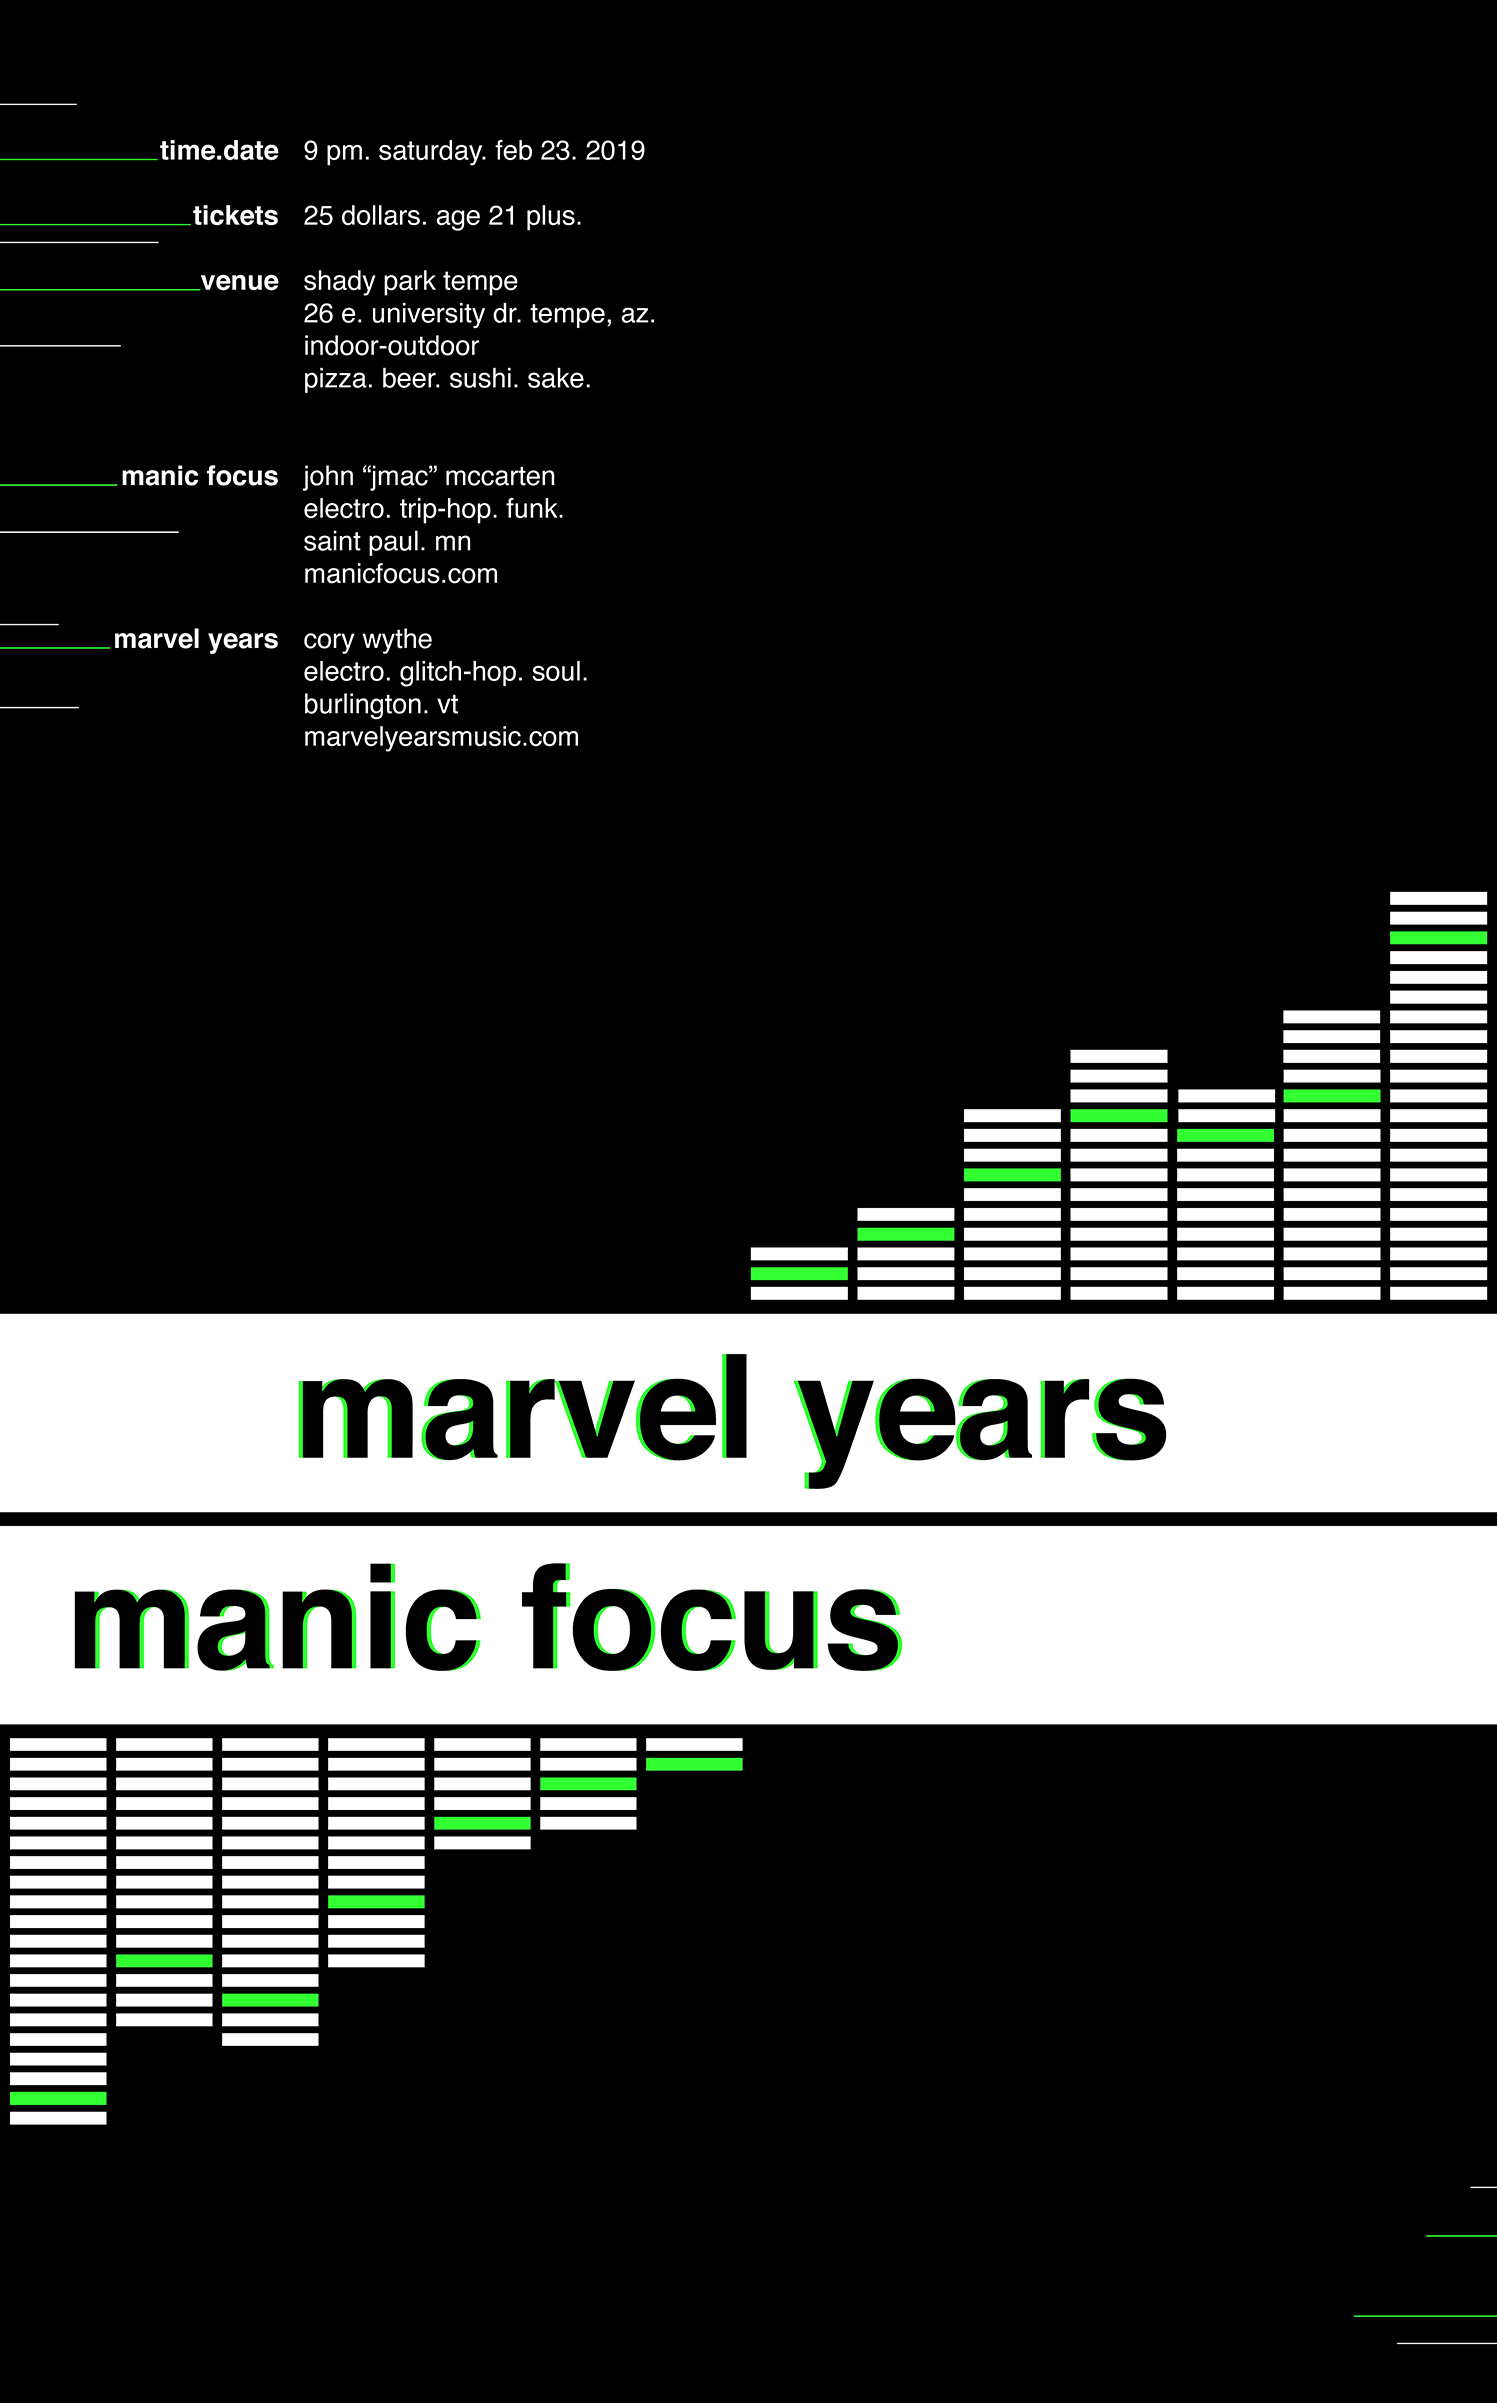 time.date 9 pm. saturday. feb 23. 2019
tickets 25 dollars. age 21 plus.
venue shady park tempe
26 e. university dr. tempe, az.
indoor-outdoor
pizza. beer. sushi. sake.
manic focus john “jmac” mccarten
electro. trip-hop. funk.
saint paul. mn
manicfocus.com
marvel years cory wythe
electro. glitch-hop. soul.
burlington. vt
marvelyearsmusic.com
marvel years
manic focus